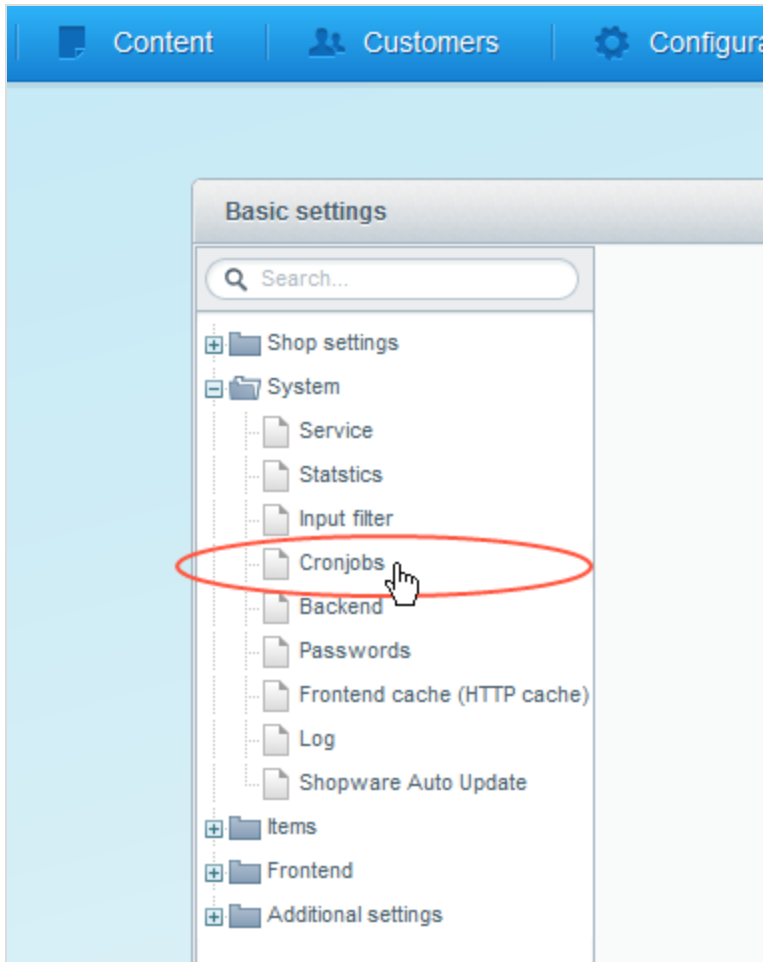 Content Customers Configura
Basic settings
Search...
Shop settings
System
Service
Statstics
Input filter
Cronjobs
Backend
Passwords
Frontend cache (HTTP cache)
Log
Shopware Auto Update
Items
Frontend
Additional settings